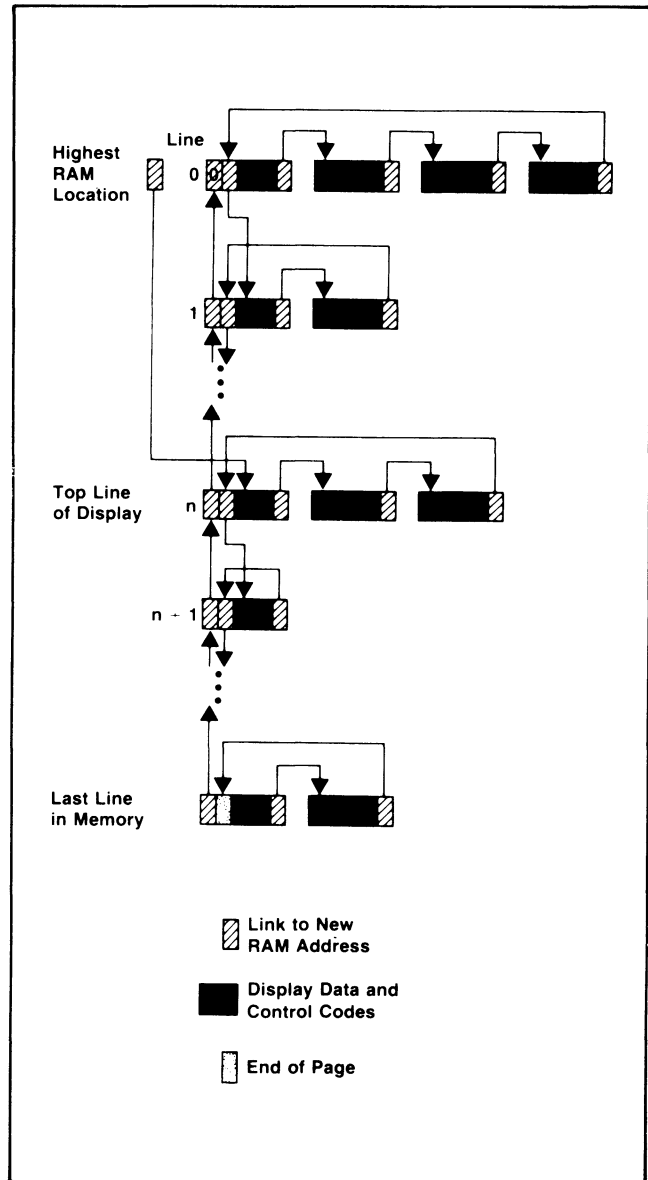 Line
Highest
RAM
Location
0 0 0
1
Top Line
of Display
n
n + 1
Last Line
in Memory
Link to New
RAM Address
Display Data and
Control Codes
End of Page